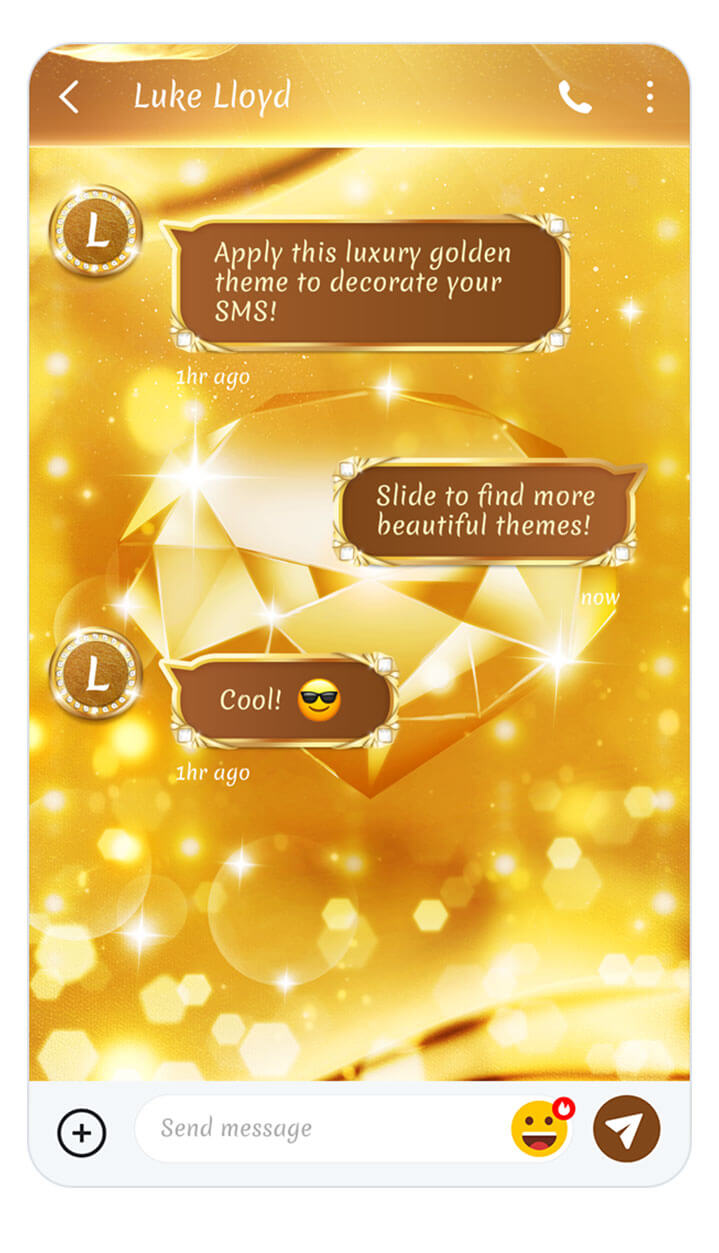 Luke Lloyd
L
Apply this luxury golden
theme to decorate your
SMS!
1hr ago
Slide to find more
beautiful themes!
now
L
Cool! 😎
1hr ago
Send message